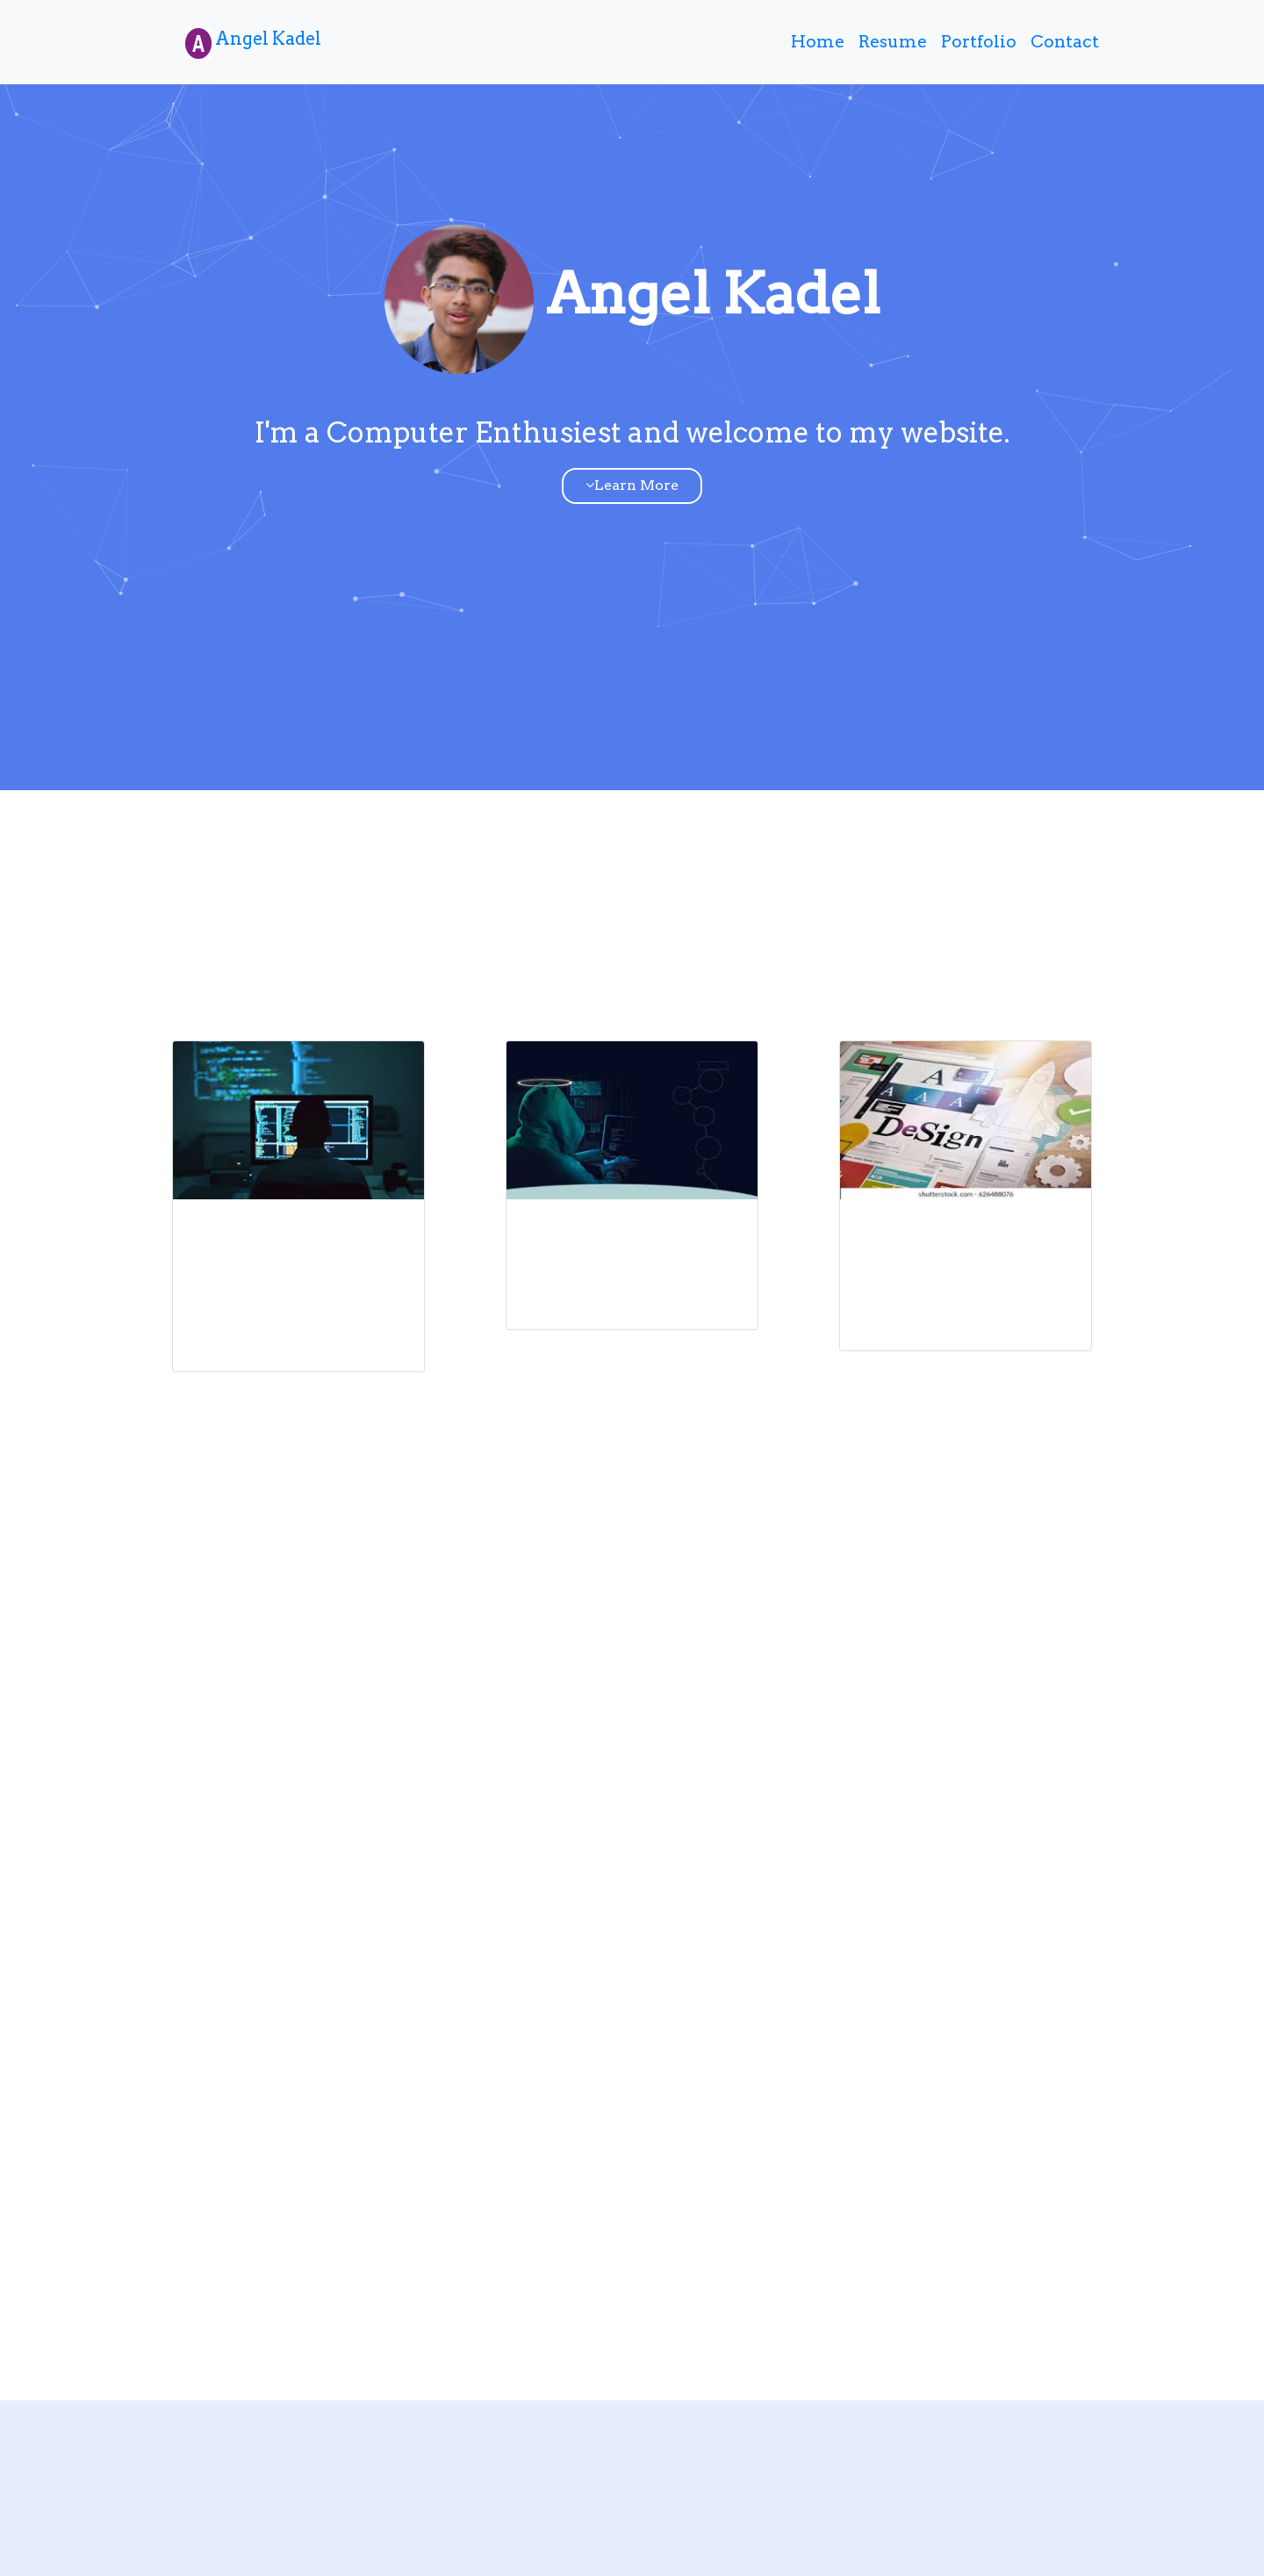 A Angel Kadel
Home Resume Portfolio Contact
Angel Kadel
I'm a Computer Enthusiest and welcome to my website.
Learn More
A
A A A
DeSign
shutterstock.com • 626488076